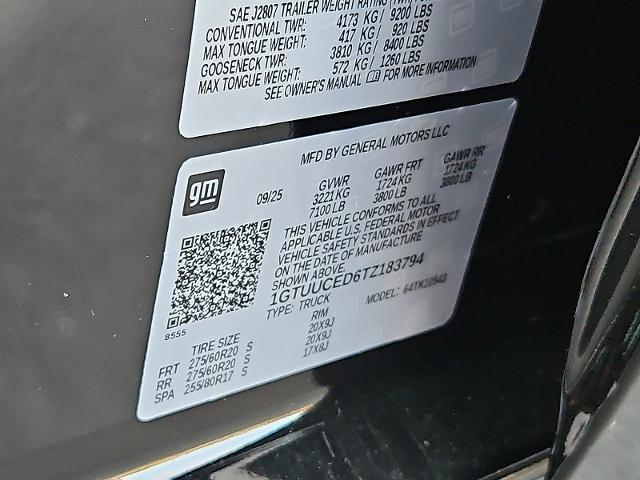 SAE J2807 TRAILER WEIGHT RATING
CONVENTIONAL TWR: 4173 KG/ 9200 LBS
MAX TONGUE WEIGHT: 417 KG/ 920 LBS
GOOSENECK TWR: 3810 KG/ 8400 LBS
MAX TONGUE WEIGHT: 572 KG/ 1260 LBS
SEE OWNER'S MANUAL FOR MORE INFORMATION
MFD BY GENERAL MOTORS LLC
gm
09/25
GVWR GAWR FRT GAWR RR
3221 KG 1724 KG 1724 KG
7100 LB 3800 LB 3800 LB
THIS VEHICLE CONFORMS TO ALL
APPLICABLE U.S. FEDERAL MOTOR
VEHICLE SAFETY STANDARDS IN EFFECT
ON THE DATE OF MANUFACTURE
SHOWN ABOVE.
1GTUUCED6TZ183794
TYPE: TRUCK MODEL: 64TK10543
B555
TIRE SIZE RIM
FRT 275/60R20 S 20X9J
RR 275/60R20 S 20X9J
SPA 255/80R17 S 17X8J